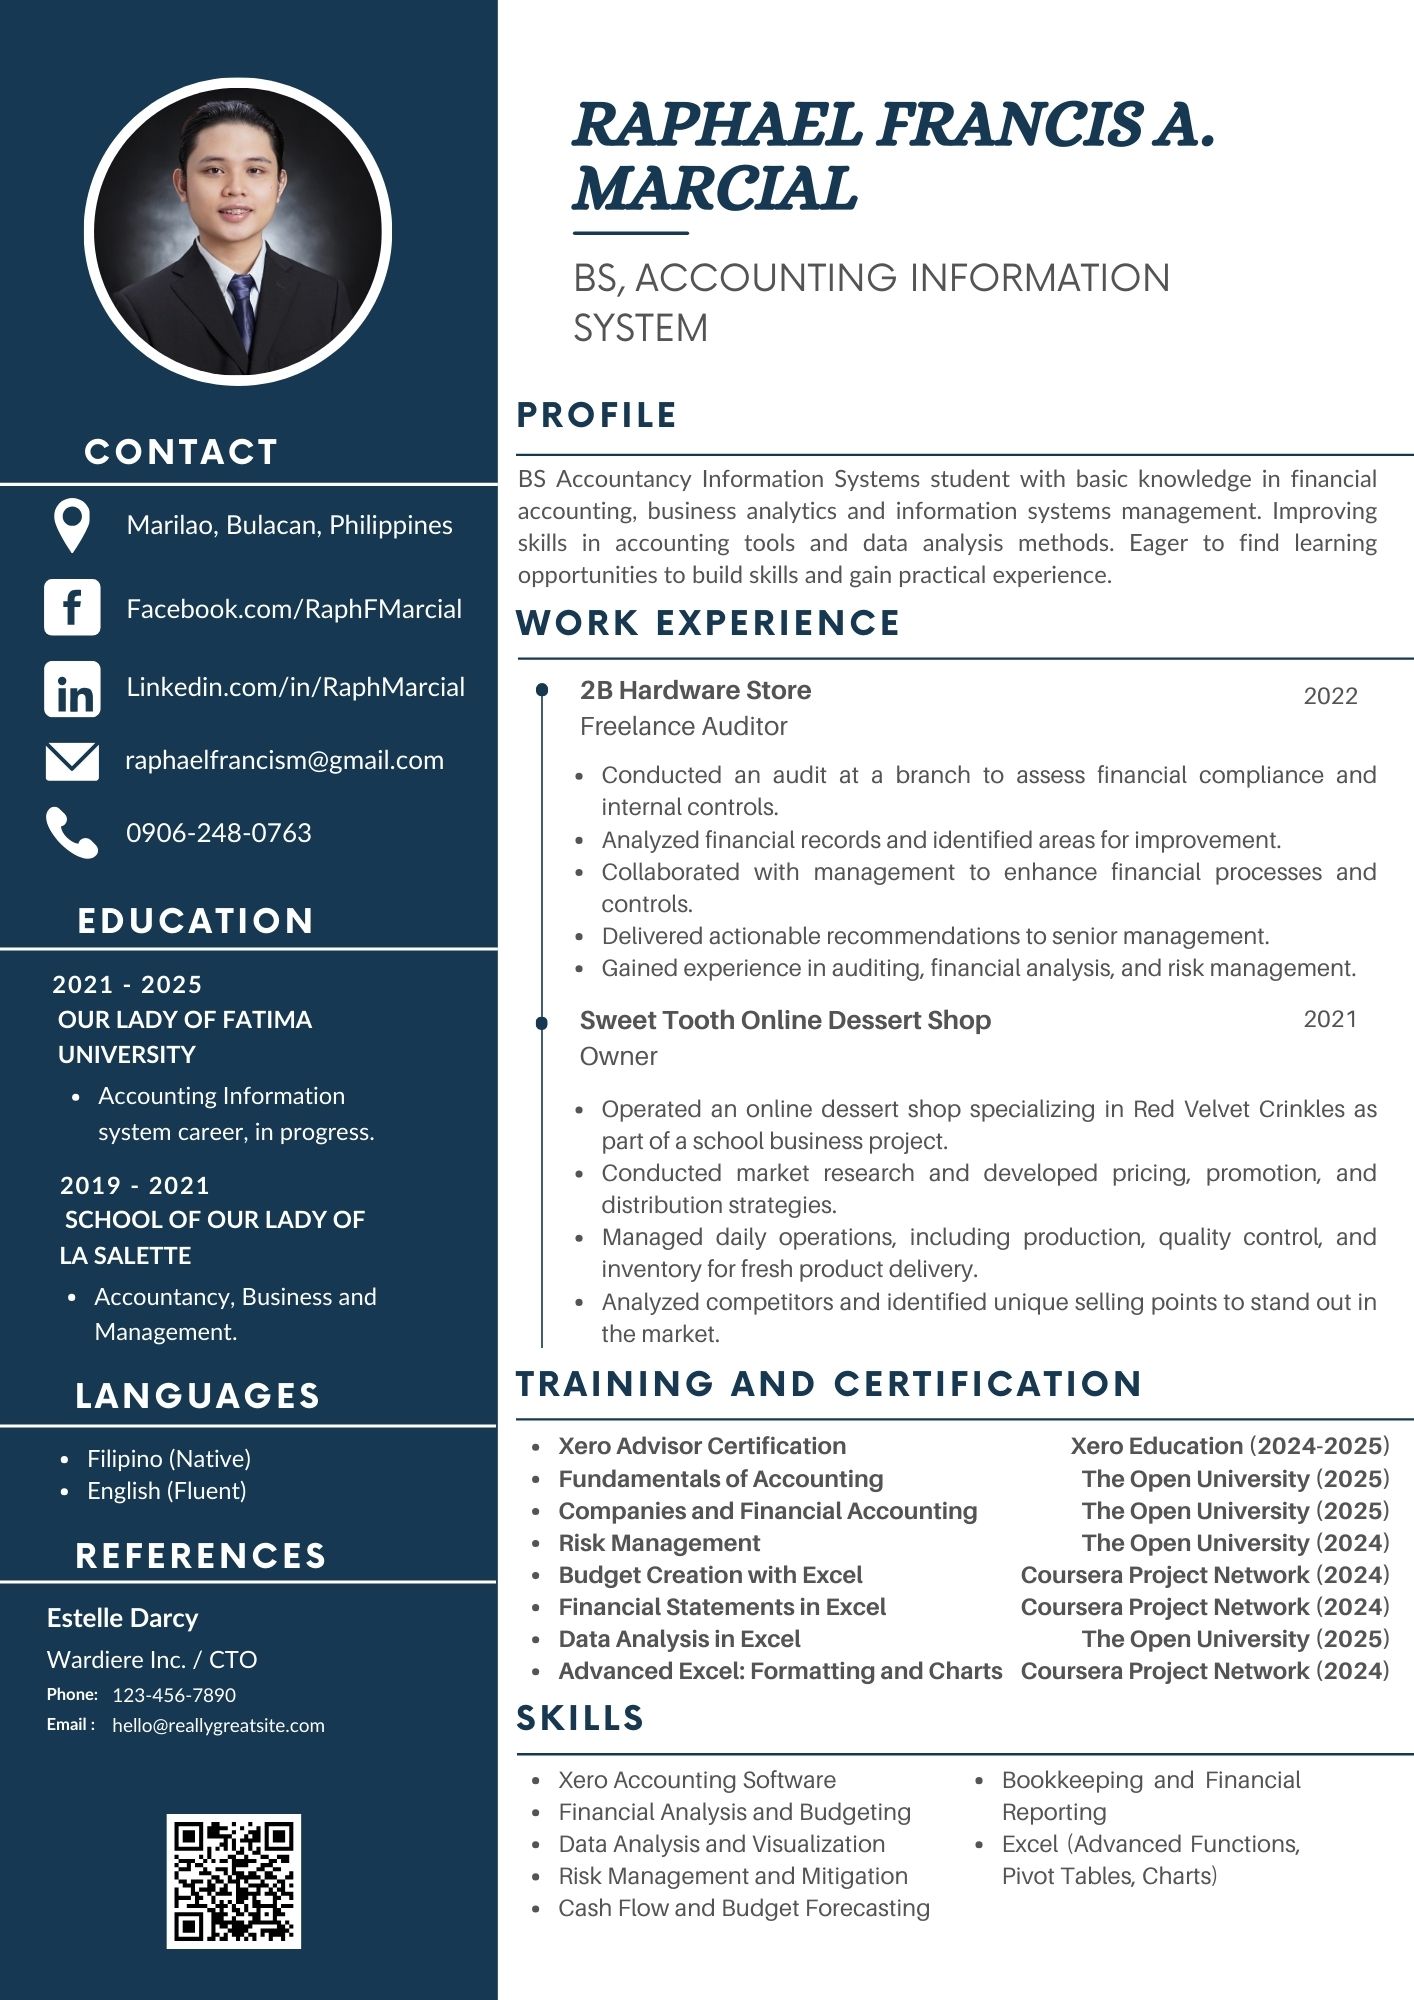 RAPHAEL FRANCIS A.
MARCIAL
BS, ACCOUNTING INFORMATION
SYSTEM
CONTACT
Marilao, Bulacan, Philippines
Facebook.com/RaphFMarcial
Linkedin.com/in/RaphMarcial
raphaelfrancism@gmail.com
0906-248-0763
EDUCATION
2021 - 2025
OUR LADY OF FATIMA
UNIVERSITY
• Accounting Information
system career, in progress.
2019 - 2021
SCHOOL OF OUR LADY OF
LA SALETTE
• Accountancy, Business and
Management.
LANGUAGES
• Filipino (Native)
• English (Fluent)
REFERENCES
Estelle Darcy
Wardiere Inc. / CTO
Phone: 123-456-7890
Email : hello@reallygreatsite.com
PROFILE
BS Accountancy Information Systems student with basic knowledge in financial
accounting, business analytics and information systems management. Improving
skills in accounting tools and data analysis methods. Eager to find learning
opportunities to build skills and gain practical experience.
WORK EXPERIENCE
2B Hardware Store 2022
Freelance Auditor
• Conducted an audit at a branch to assess financial compliance and
internal controls.
• Analyzed financial records and identified areas for improvement.
• Collaborated with management to enhance financial processes and
controls.
• Delivered actionable recommendations to senior management.
• Gained experience in auditing, financial analysis, and risk management.
Sweet Tooth Online Dessert Shop 2021
Owner
• Operated an online dessert shop specializing in Red Velvet Crinkles as
part of a school business project.
• Conducted market research and developed pricing, promotion, and
distribution strategies.
• Managed daily operations, including production, quality control, and
inventory for fresh product delivery.
• Analyzed competitors and identified unique selling points to stand out in
the market.
TRAINING AND CERTIFICATION
• Xero Advisor Certification Xero Education (2024-2025)
• Fundamentals of Accounting The Open University (2025)
• Companies and Financial Accounting The Open University (2025)
• Risk Management The Open University (2024)
• Budget Creation with Excel Coursera Project Network (2024)
• Financial Statements in Excel Coursera Project Network (2024)
• Data Analysis in Excel The Open University (2025)
• Advanced Excel: Formatting and Charts Coursera Project Network (2024)
SKILLS
• Xero Accounting Software
• Financial Analysis and Budgeting
• Data Analysis and Visualization
• Risk Management and Mitigation
• Cash Flow and Budget Forecasting
• Bookkeeping and Financial
Reporting
• Excel (Advanced Functions,
Pivot Tables, Charts)